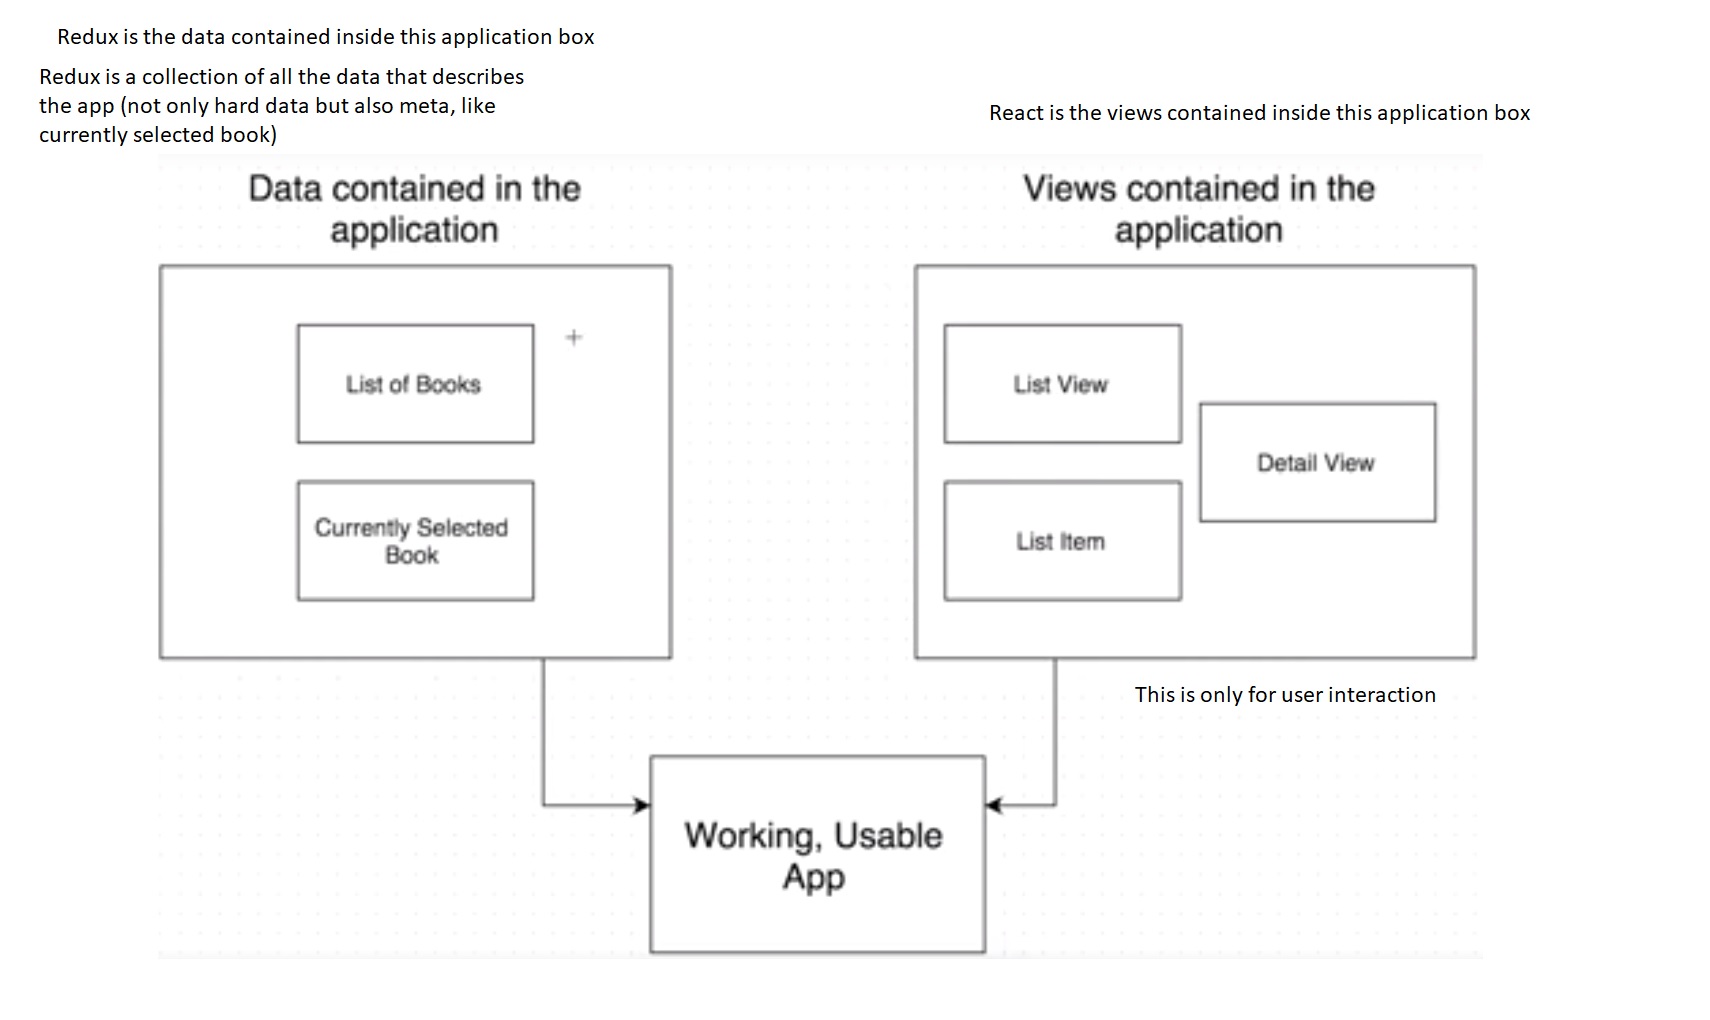 Redux is the data contained inside this application box
Redux is a collection of all the data that describes
the app (not only hard data but also meta, like
currently selected book)
React is the views contained inside this application box
Data contained in the
application
Views contained in the
application
List of Books
Currently Selected
Book
List View
Detail View
List Item
This is only for user interaction
Working, Usable
App